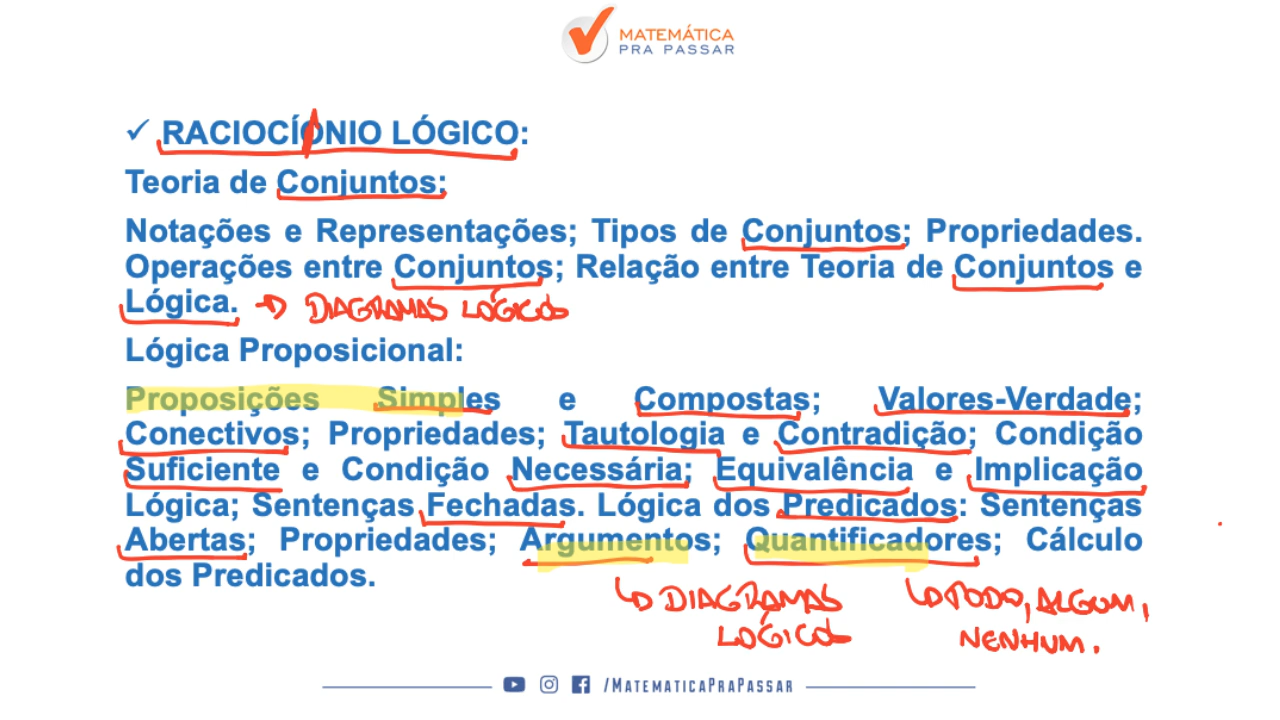 MATEMÁTICA
PRA PASSAR
✓ RACIOCÍONIO LÓGICO:
Teoria de Conjuntos:
Notações e Representações; Tipos de Conjuntos; Propriedades.
Operações entre Conjuntos; Relação entre Teoria de Conjuntos e
Lógica. → DIAGRAMAS LÓGICOS
Lógica Proposicional:
Proposições Simples e Compostas; Valores-Verdade;
Conectivos; Propriedades; Tautologia e Contradição; Condição
Suficiente e Condição Necessária; Equivalência e Implicação
Lógica; Sentenças Fechadas. Lógica dos Predicados: Sentenças
Abertas; Propriedades; Argumentos; Quantificadores; Cálculo
dos Predicados.
↳ DIAGRAMAS
LÓGICOS
↳ TODO, ALGUM,
NENHUM.
/MATEMATICAPRAPASSAR